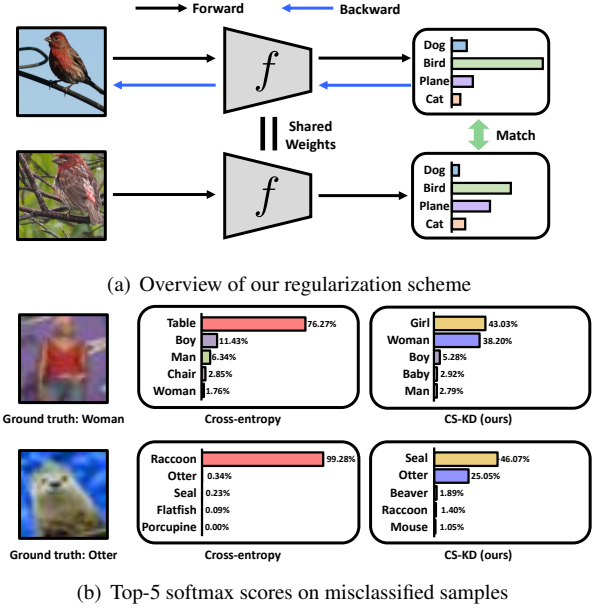 Forward Backward
Dog
Bird
Plane
Cat
f
Shared
Weights
Match
Dog
Bird
Plane
Cat
f
(a) Overview of our regularization scheme
Table 76.27%
Boy 11.43%
Man 6.34%
Chair 2.85%
Woman 1.76%
Girl 43.03%
Woman 38.20%
Boy 5.28%
Baby 2.92%
Man 2.79%
Ground truth: Woman Cross-entropy CS-KD (ours)
Raccoon 99.28%
Otter 0.34%
Seal 0.23%
Flatfish 0.09%
Porcupine 0.00%
Seal 46.07%
Otter 25.05%
Beaver 1.89%
Raccoon 1.40%
Mouse 1.05%
Ground truth: Otter Cross-entropy CS-KD (ours)
(b) Top-5 softmax scores on misclassified samples